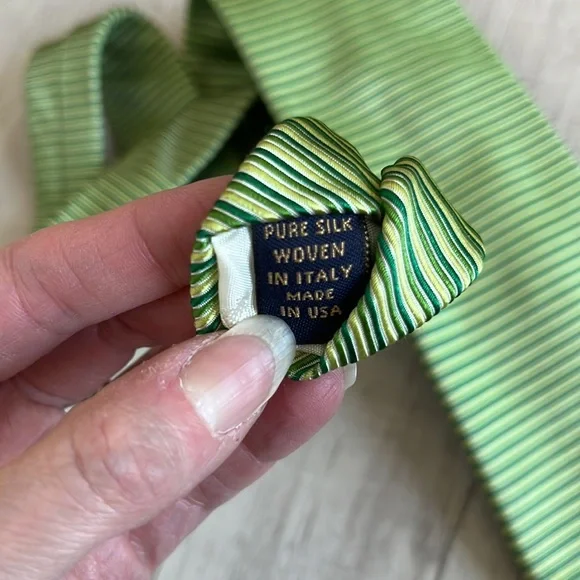 PURE SILK
WOVEN
IN ITALY
MADE
IN USA